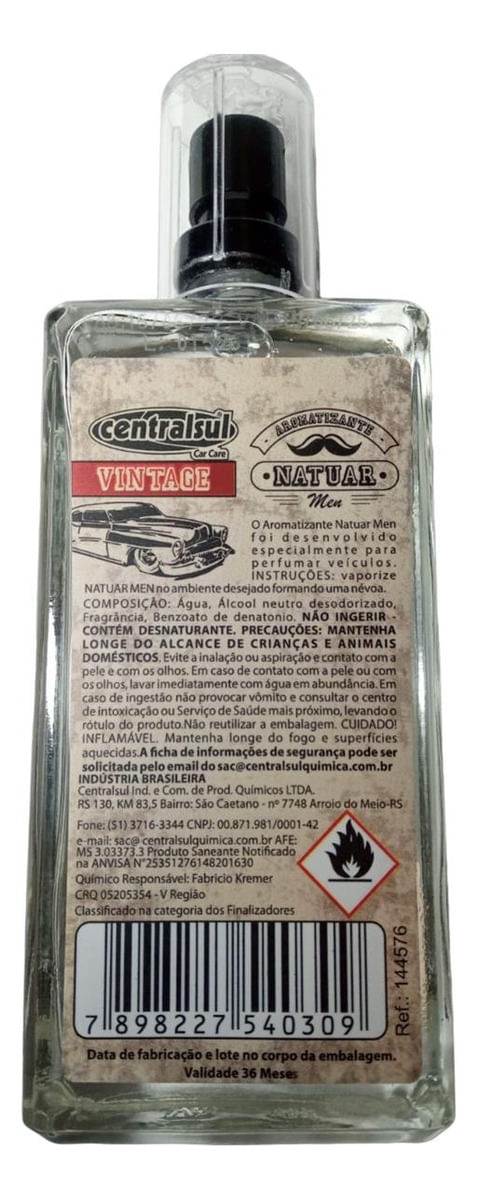 centralsul
Car Care
VINTAGE
AROMATIZANTE
NATUAR
Men
O Aromatizante Natuar Men
foi desenvolvido
especialmente para
perfumar veículos.
INSTRUÇÕES: vaporize
NATUAR MEN no ambiente desejado formando uma névoa.
COMPOSIÇÃO: Água, Álcool neutro desodorizado,
Fragrância, Benzoato de denatonio. NÃO INGERIR -
CONTÉM DESNATURANTE. PRECAUÇÕES: MANTENHA
LONGE DO ALCANCE DE CRIANÇAS E ANIMAIS
DOMÉSTICOS. Evite a inalação ou aspiração e contato com a
pele e com os olhos. Em caso de contato com a pele ou com
os olhos, lavar imediatamente com água em abundância. Em
caso de ingestão não provocar vômito e consultar o centro
de intoxicação ou Serviço de Saúde mais próximo, levando o
rótulo do produto.Não reutilizar a embalagem. CUIDADO!
INFLAMÁVEL. Mantenha longe do fogo e superfícies
aquecidas.A ficha de informações de segurança pode ser
solicitada pelo email do sac@centralsulquimica.com.br
INDÚSTRIA BRASILEIRA
Centralsul Ind. e Com. de Prod. Químicos LTDA.
RS 130, KM 83,5 Bairro: São Caetano - nº 7748 Arroio do Meio-RS
Fone: (51) 3716-3344 CNPJ: 00.871.981/0001-42
e-mail: sac@ centralsulquimica.com.br AFE:
MS 3.03373.3 Produto Saneante Notificado
na ANVISA N°25351276148201630
Químico Responsável: Fabricio Kremer
CRQ 05205354 - V Região
Classificado na categoria dos Finalizadores
Ref.: 144576
7 898227 540309
Data de fabricação e lote no corpo da embalagem.
Validade 36 Meses